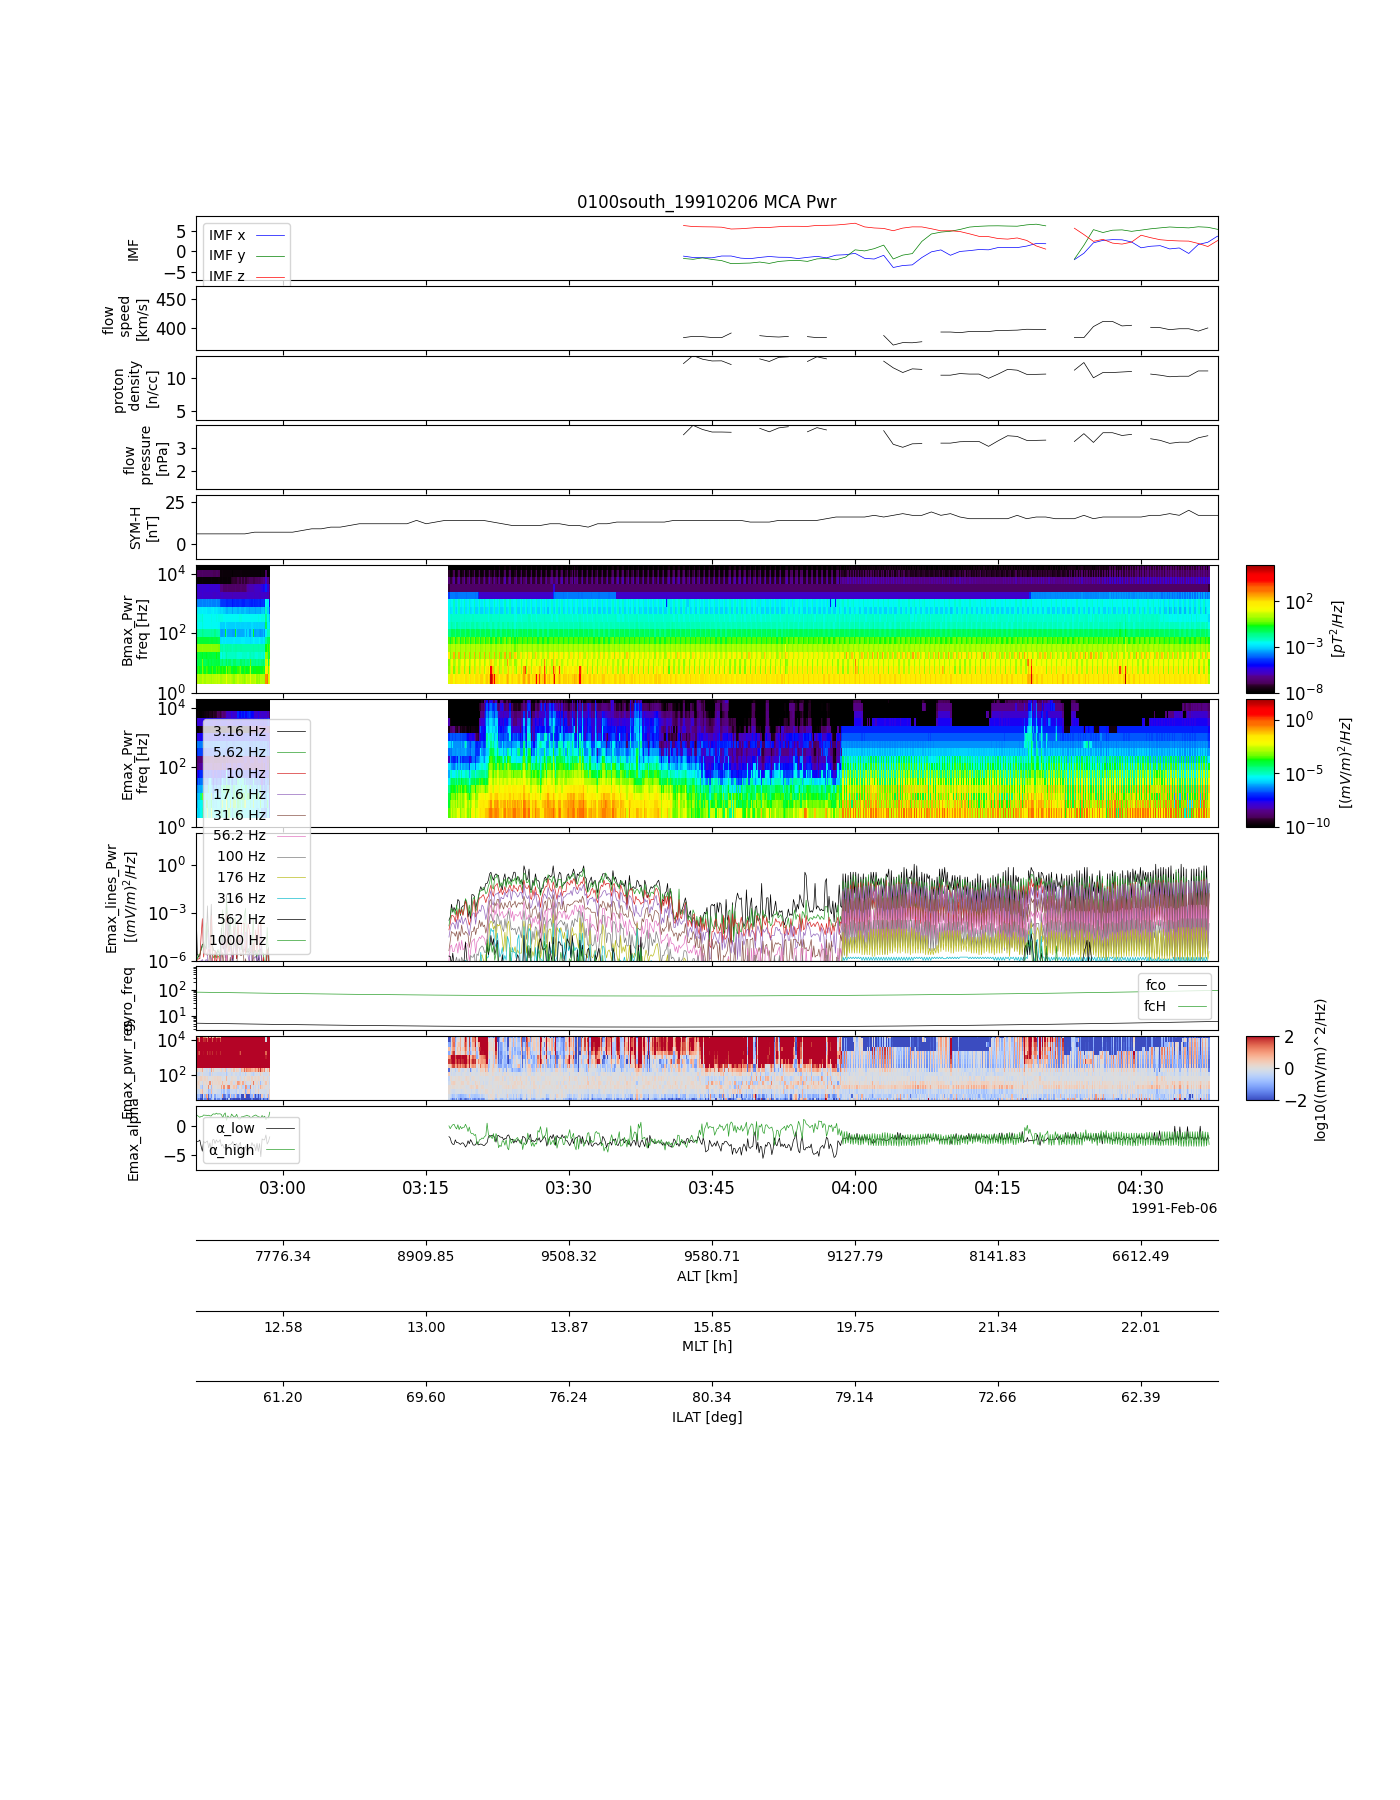 0100south_19910206 MCA Pwr
IMF
5
0
−5
IMF x
IMF y
IMF z
flow
speed
[km/s]
450
400
proton
density
[n/cc]
10
5
flow
pressure
[nPa]
3
2
SYM-H
[nT]
25
0
Bmax_Pwr
freq [Hz]
10^4
10^2
10^0
10^2
10^−3
10^−8
[pT^2/Hz]
Emax_Pwr
freq [Hz]
10^4
10^2
10^0
10^0
10^−5
10^−10
[(mV/m)^2/Hz]
3.16 Hz
5.62 Hz
10 Hz
17.6 Hz
31.6 Hz
56.2 Hz
100 Hz
176 Hz
316 Hz
562 Hz
1000 Hz
Emax_lines_Pwr
[(mV/m)^2/Hz]
10^0
10^−3
10^−6
gyro_freq
10^2
10^1
fco
fcH
Emax_pwr_reg
10^4
10^2
2
0
−2
log10((mV/m)^2/Hz)
Emax_alpha
0
−5
α_low
α_high
03:00 03:15 03:30 03:45 04:00 04:15 04:30
1991-Feb-06
7776.34 8909.85 9508.32 9580.71 9127.79 8141.83 6612.49
ALT [km]
12.58 13.00 13.87 15.85 19.75 21.34 22.01
MLT [h]
61.20 69.60 76.24 80.34 79.14 72.66 62.39
ILAT [deg]